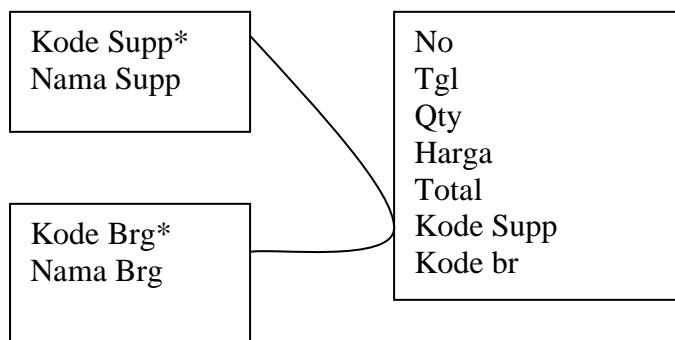 Kode Supp*
Nama Supp
Kode Brg*
Nama Brg
No
Tgl
Qty
Harga
Total
Kode Supp
Kode br